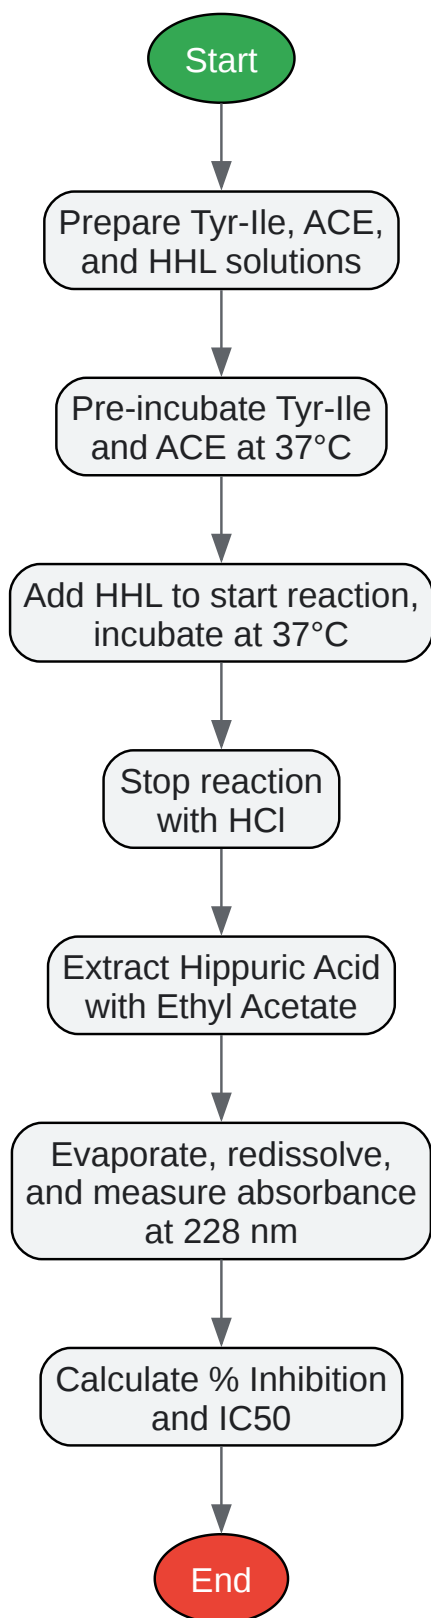 Start
Prepare Tyr-Ile, ACE,
and HHL solutions
Pre-incubate Tyr-Ile
and ACE at 37°C
Add HHL to start reaction,
incubate at 37°C
Stop reaction
with HCl
Extract Hippuric Acid
with Ethyl Acetate
Evaporate, redissolve,
and measure absorbance
at 228 nm
Calculate % Inhibition
and IC50
End